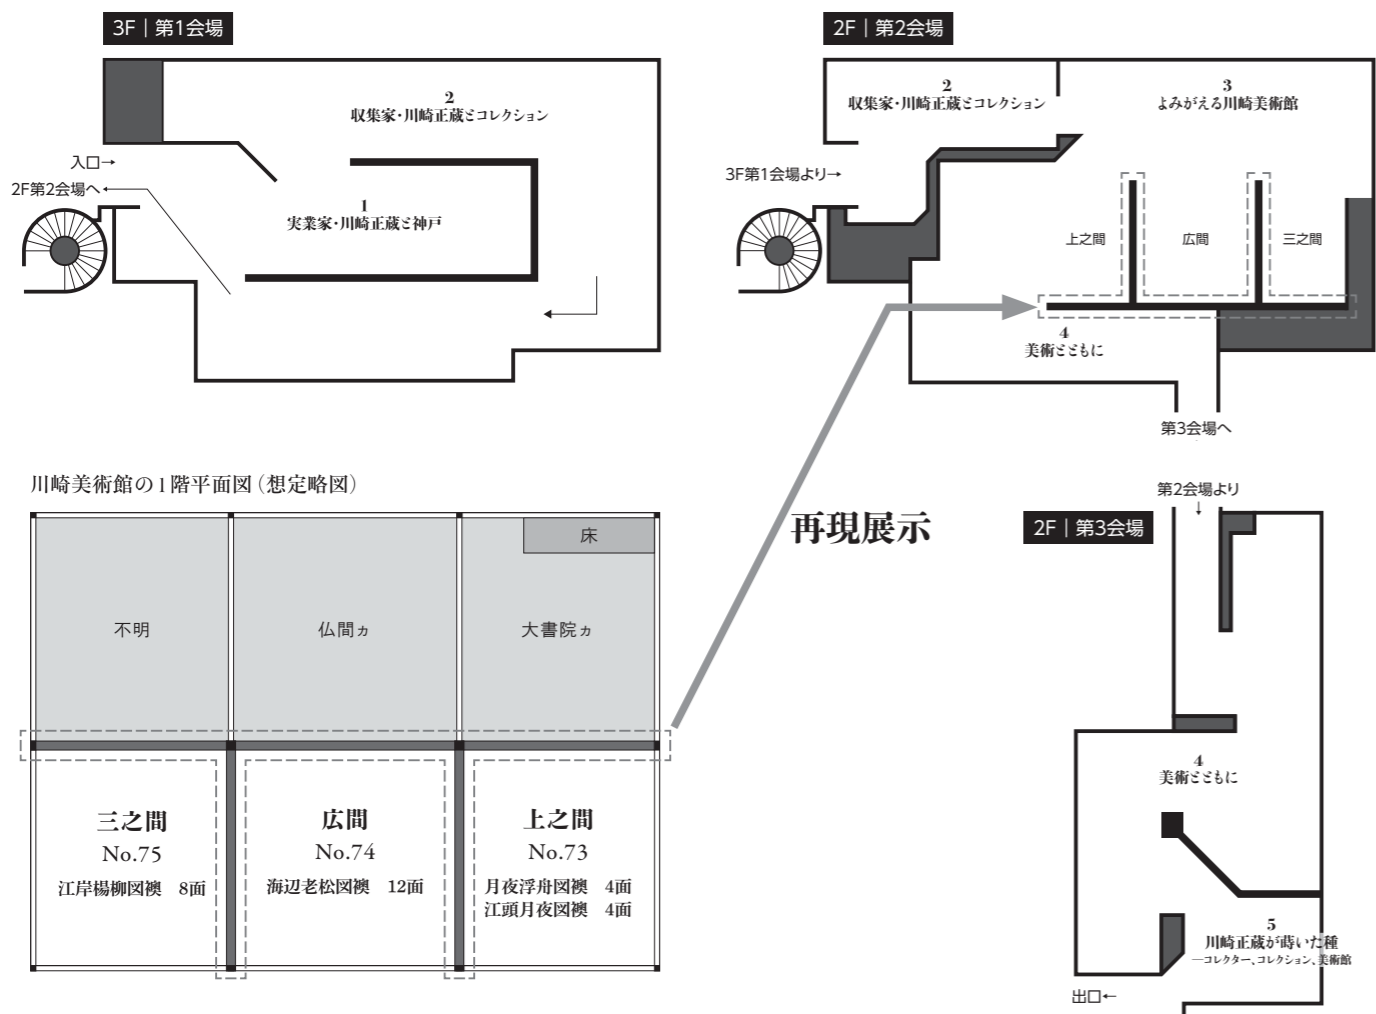 3F｜第1会場
2
収集家・川崎正蔵とコレクション
入口→
2F第2会場へ
1
実業家・川崎正蔵と神戸
2F｜第2会場
2
収集家・川崎正蔵とコレクション
3
よみがえる川崎美術館
3F第1会場より→
上之間
広間
三之間
4
美術とともに
第3会場へ
川崎美術館の1階平面図（想定略図）
床
不明
仏間ヵ
大書院ヵ
三之間
No.75
江岸楊柳図襖　8面
広間
No.74
海辺老松図襖　12面
上之間
No.73
月夜浮舟図襖　4面
江頭月夜図襖　4面
再現展示
第2会場より
↓
2F｜第3会場
4
美術とともに
5
川崎正蔵が蒔いた種
―コレクター、コレクション、美術館
出口←